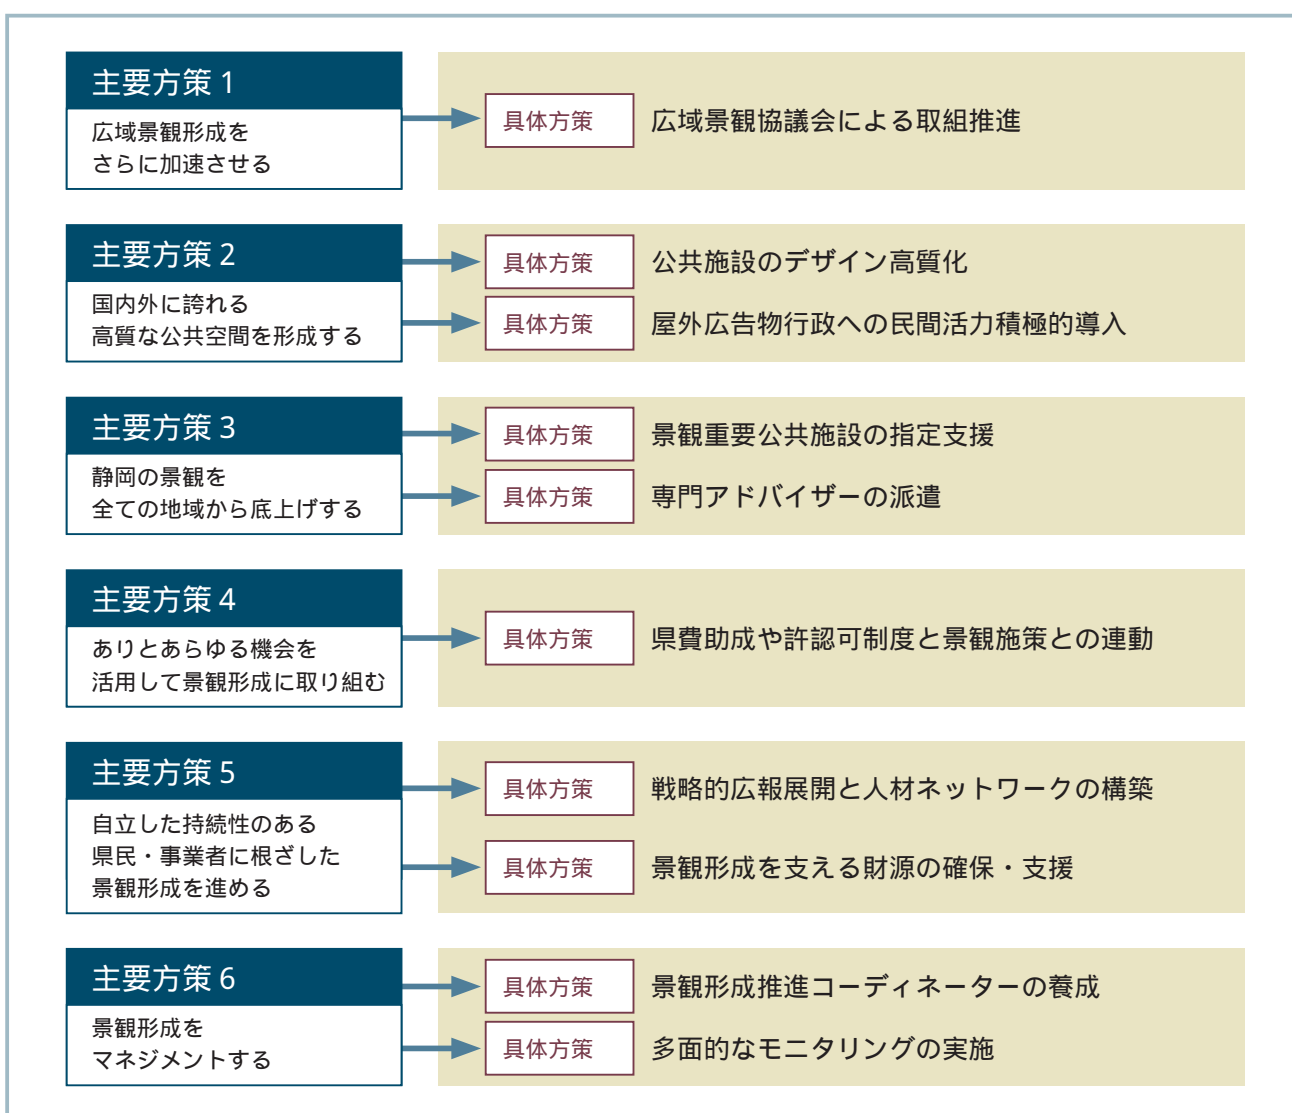 主要方策 1
広域景観形成を
さらに加速させる
具体方策
広域景観協議会による取組推進
主要方策 2
国内外に誇れる
高質な公共空間を形成する
具体方策
公共施設のデザイン高質化
具体方策
屋外広告物行政への民間活力積極的導入
主要方策 3
静岡の景観を
全ての地域から底上げする
具体方策
景観重要公共施設の指定支援
具体方策
専門アドバイザーの派遣
主要方策 4
ありとあらゆる機会を
活用して景観形成に取り組む
具体方策
県費助成や許認可制度と景観施策との連動
主要方策 5
自立した持続性のある
県民・事業者に根ざした
景観形成を進める
具体方策
戦略的広報展開と人材ネットワークの構築
具体方策
景観形成を支える財源の確保・支援
主要方策 6
景観形成を
マネジメントする
具体方策
景観形成推進コーディネーターの養成
具体方策
多面的なモニタリングの実施